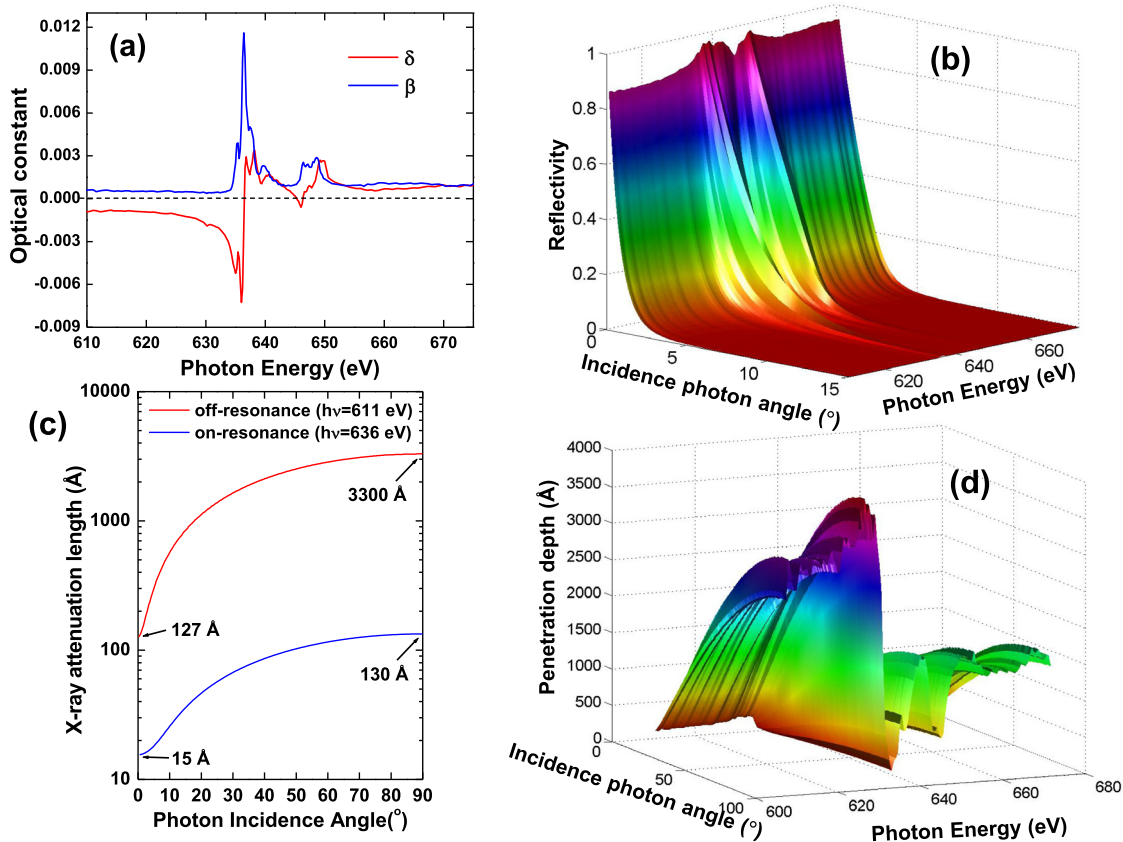 (a)
δ
β
0.012
0.009
0.006
0.003
0.000
-0.003
-0.006
-0.009
Optical constant
610 620 630 640 650 660 670
Photon Energy (eV)
(b)
1
0.8
0.6
0.4
0.2
0
Reflectivity
0 5 10 15
Incidence photon angle (°)
620 640 660
Photon Energy (eV)
(c)
off-resonance (hν=611 eV)
on-resonance (hν=636 eV)
10000
1000
100
10
X-ray attenuation length (Å)
3300 Å
127 Å
130 Å
15 Å
0 10 20 30 40 50 60 70 80 90
Photon Incidence Angle(°)
(d)
4000
3500
3000
2500
2000
1500
1000
500
0
Penetration depth (Å)
0 50 100
Incidence photon angle (°)
600 620 640 660 680
Photon Energy (eV)